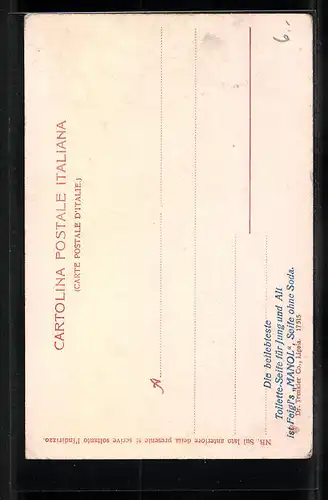 CARTOLINA POSTALE ITALIANA
(CARTE POSTALE D'ITALIE.)
A
NB. Sul lato anteriore della presente si scrive soltanto l'indirizzo.
Die beliebteste
Toilette-Seife für Jung und Alt
ist Feigl's „MANOL“, Seife ohne Soda.
Dr. Trenkler Co., Lipsia. 17515
6.-